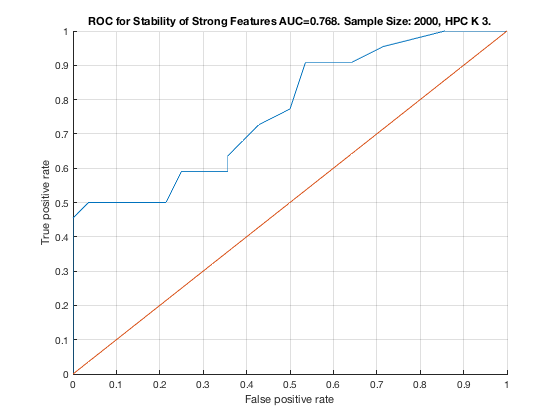 ROC for Stability of Strong Features AUC=0.768. Sample Size: 2000, HPC K 3.
1
0.9
0.8
0.7
0.6
0.5
0.4
0.3
0.2
0.1
0
True positive rate
0 0.1 0.2 0.3 0.4 0.5 0.6 0.7 0.8 0.9 1
False positive rate